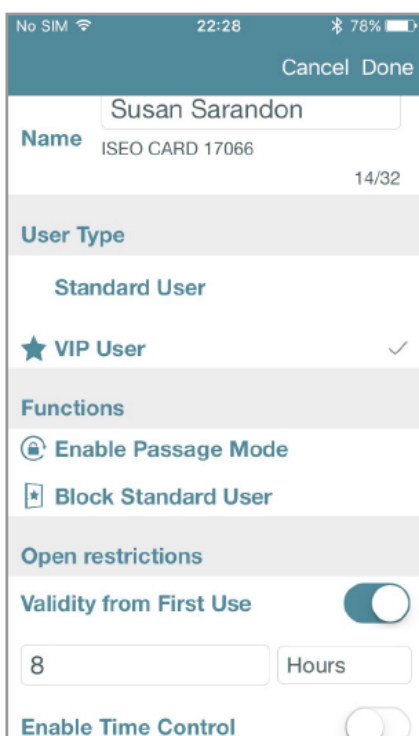 No SIM 22:28 78%
Cancel Done
Susan Sarandon
Name
ISEO CARD 17066
14/32
User Type
Standard User
VIP User
Functions
Enable Passage Mode
Block Standard User
Open restrictions
Validity from First Use
8 Hours
Enable Time Control